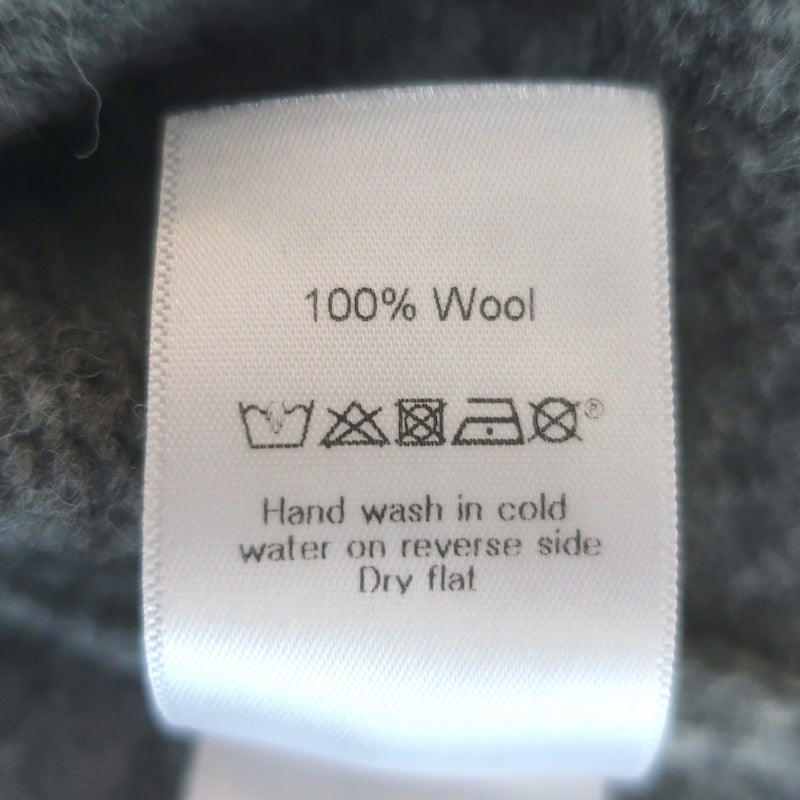 100% Wool
®
Hand wash in cold
water on reverse side
Dry flat